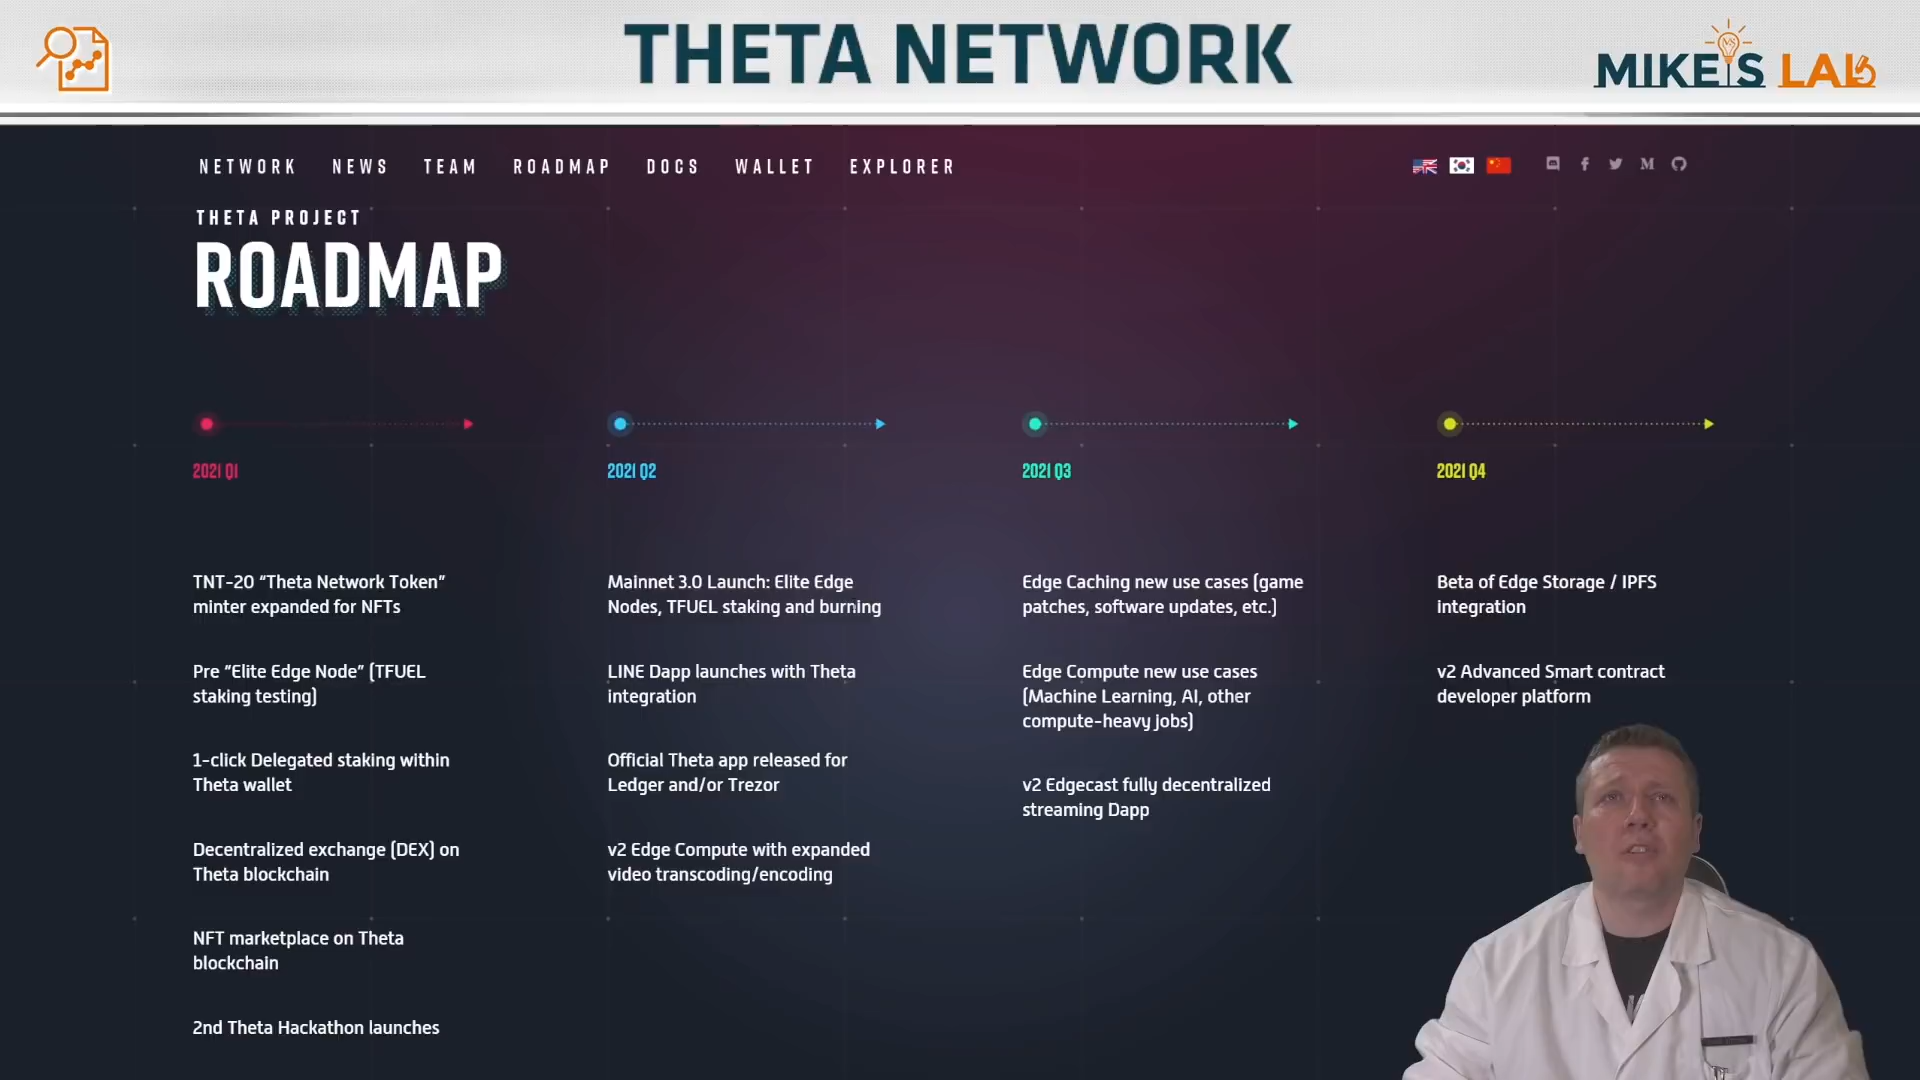 THETA NETWORK
MIKE'S LAB
NETWORK NEWS TEAM ROADMAP DOCS WALLET EXPLORER
THETA PROJECT
ROADMAP
2021 Q1
TNT-20 “Theta Network Token”
minter expanded for NFTs
Pre “Elite Edge Node” (TFUEL
staking testing)
1-click Delegated staking within
Theta wallet
Decentralized exchange (DEX) on
Theta blockchain
NFT marketplace on Theta
blockchain
2nd Theta Hackathon launches
2021 Q2
Mainnet 3.0 Launch: Elite Edge
Nodes, TFUEL staking and burning
LINE Dapp launches with Theta
integration
Official Theta app released for
Ledger and/or Trezor
v2 Edge Compute with expanded
video transcoding/encoding
2021 Q3
Edge Caching new use cases (game
patches, software updates, etc.)
Edge Compute new use cases
(Machine Learning, AI, other
compute-heavy jobs)
v2 Edgecast fully decentralized
streaming Dapp
2021 Q4
Beta of Edge Storage / IPFS
integration
v2 Advanced Smart contract
developer platform